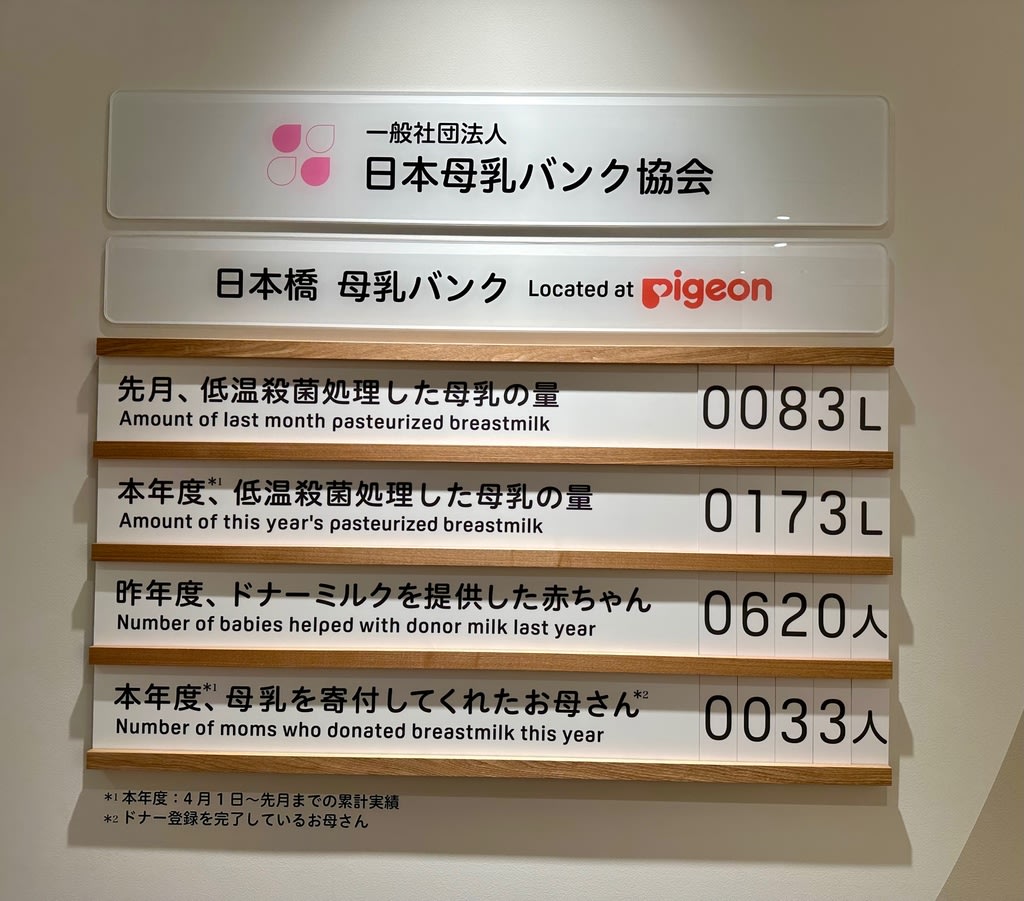 一般社団法人
日本母乳バンク協会
日本橋 母乳バンク Located at pigeon
先月、低温殺菌処理した母乳の量
Amount of last month pasteurized breastmilk
0083L
本年度*1、低温殺菌処理した母乳の量
Amount of this year's pasteurized breastmilk
0173L
昨年度、ドナーミルクを提供した赤ちゃん
Number of babies helped with donor milk last year
0620人
本年度*1、母乳を寄付してくれたお母さん*2
Number of moms who donated breastmilk this year
0033人
*1 本年度：4月1日～先月までの累計実績
*2 ドナー登録を完了しているお母さん